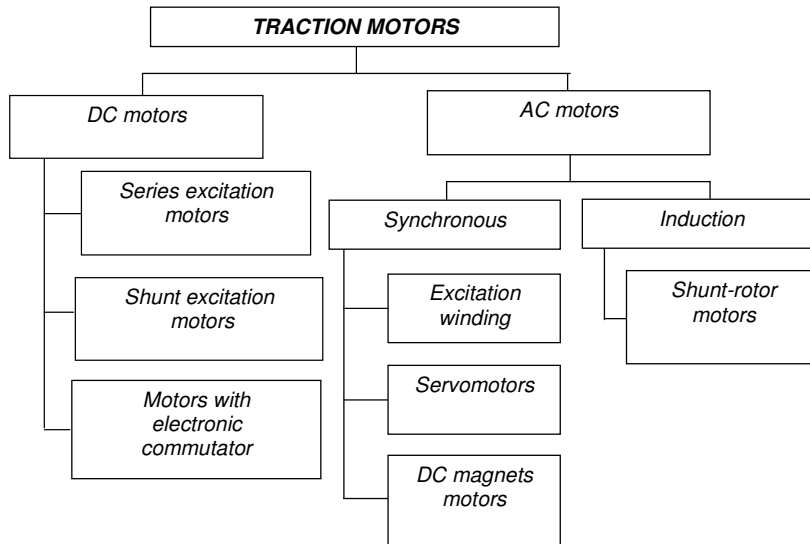 TRACTION MOTORS
DC motors
AC motors
Series excitation
motors
Shunt excitation
motors
Motors with
electronic
commutator
Synchronous
Induction
Excitation
winding
Servomotors
DC magnets
motors
Shunt-rotor
motors